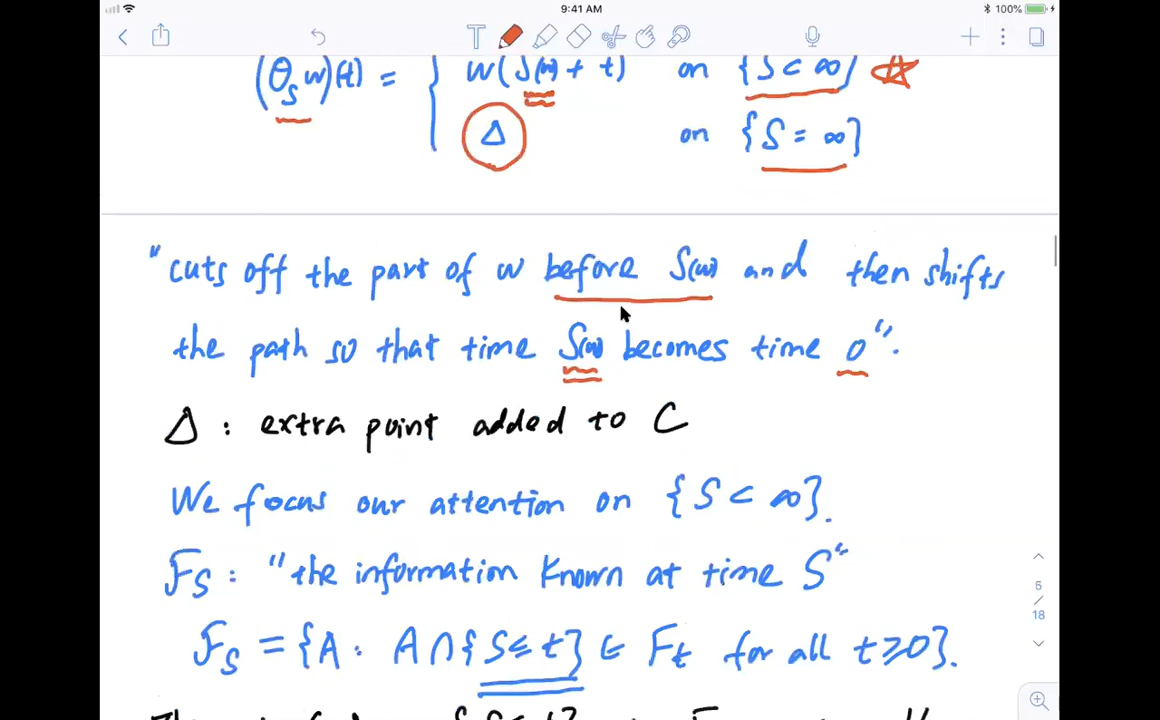 9:41 AM
100%
(θ_S ω)(t) = { ω(S(ω) + t) on {S < ∞}
Δ on {S = ∞}
"cuts off the part of ω before S(ω) and then shifts
the path so that time S(ω) becomes time 0".
Δ : extra point added to C
We focus our attention on {S < ∞}.
F_S : "the information known at time S"
F_S = {A : A ∩ {S ≤ t} ∈ F_t for all t ≥ 0}.
5
/
18